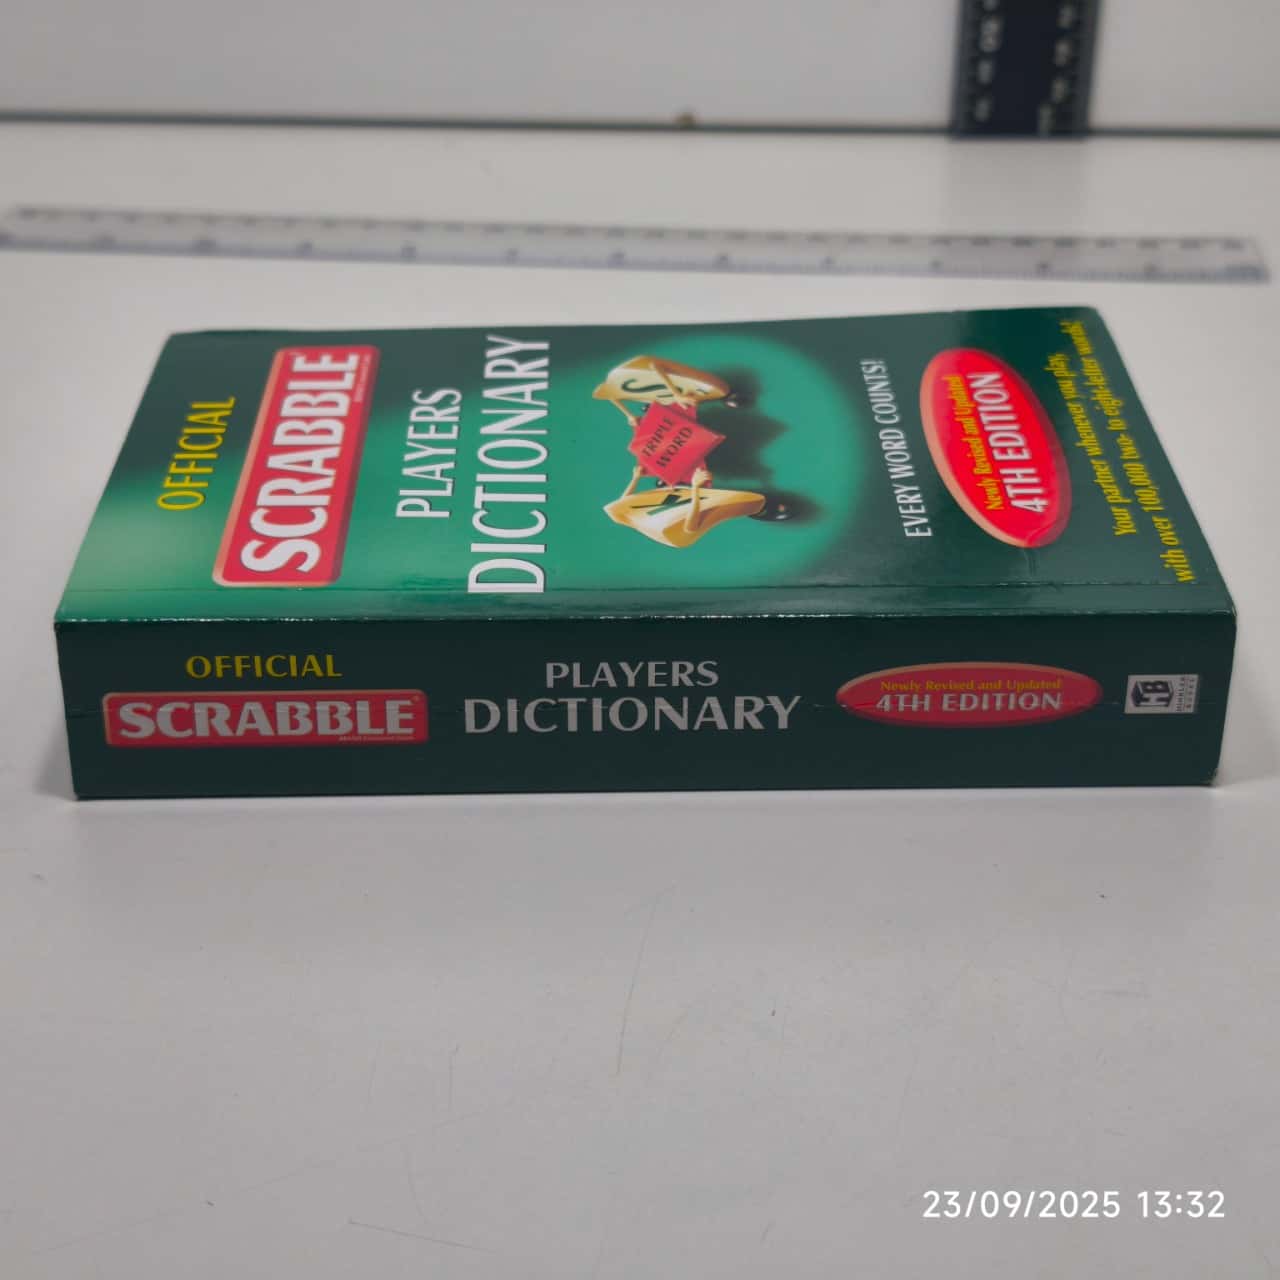 OFFICIAL
SCRABBLE
PLAYERS
DICTIONARY
TRIPLE
WORD
EVERY WORD COUNTS!
Newly Revised and Updated
4TH EDITION
Your partner whenever you play,
with over 100,000 two- to eight-letter words!
OFFICIAL
SCRABBLE®
PLAYERS
DICTIONARY
Newly Revised and Updated
4TH EDITION
HB
HINKLER
BOOKS
23/09/2025 13:32